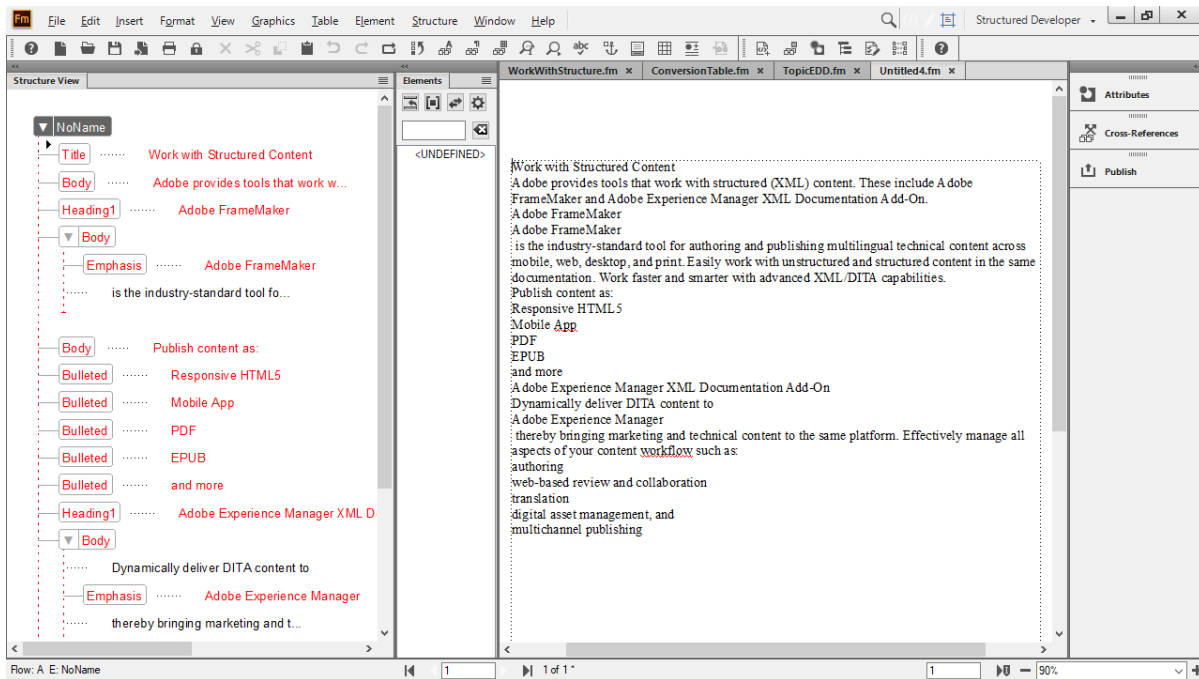 Fm File Edit Insert Format View Graphics Table Element Structure Window Help Structured Developer
Structure View
Elements
WorkWithStructure.fm × ConversionTable.fm × TopicEDD.fm × Untitled4.fm ×
Attributes
Cross-References
Publish
NoName
Title Work with Structured Content
Body Adobe provides tools that work w...
Heading1 Adobe FrameMaker
Body
Emphasis Adobe FrameMaker
is the industry-standard tool fo...
Body Publish content as:
Bulleted Responsive HTML5
Bulleted Mobile App
Bulleted PDF
Bulleted EPUB
Bulleted and more
Heading1 Adobe Experience Manager XML D
Body
Dynamically deliver DITA content to
Emphasis Adobe Experience Manager
thereby bringing marketing and t...
<UNDEFINED>
Work with Structured Content
Adobe provides tools that work with structured (XML) content. These include Adobe
FrameMaker and Adobe Experience Manager XML Documentation Add-On.
Adobe FrameMaker
Adobe FrameMaker
is the industry-standard tool for authoring and publishing multilingual technical content across
mobile, web, desktop, and print. Easily work with unstructured and structured content in the same
documentation. Work faster and smarter with advanced XML/DITA capabilities.
Publish content as:
Responsive HTML5
Mobile App
PDF
EPUB
and more
Adobe Experience Manager XML Documentation Add-On
Dynamically deliver DITA content to
Adobe Experience Manager
thereby bringing marketing and technical content to the same platform. Effectively manage all
aspects of your content workflow such as:
authoring
web-based review and collaboration
translation
digital asset management, and
multichannel publishing
Flow: A E: NoName 1 1 of 1 * 1 90%